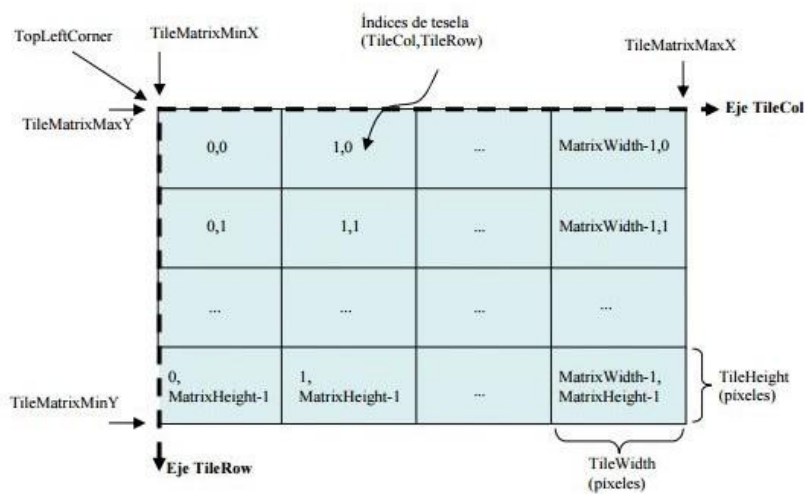 TopLeftCorner
TileMatrixMinX
Índices de tesela
(TileCol,TileRow)
TileMatrixMaxX
TileMatrixMaxY
Eje TileCol
0,0
1,0
...
MatrixWidth-1,0
0,1
1,1
...
MatrixWidth-1,1
...
...
...
...
0,
MatrixHeight-1
1,
MatrixHeight-1
...
MatrixWidth-1,
MatrixHeight-1
TileHeight
(píxeles)
TileMatrixMinY
Eje TileRow
TileWidth
(píxeles)